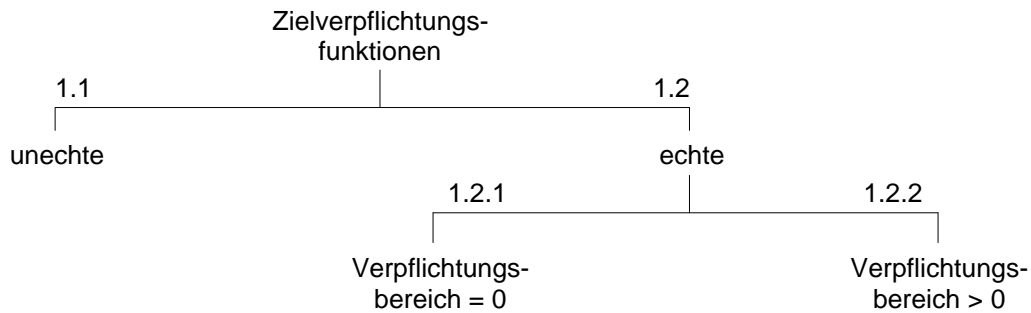 Zielverpflichtungs-
funktionen
1.1
1.2
unechte
echte
1.2.1
1.2.2
Verpflichtungs-
bereich = 0
Verpflichtungs-
bereich > 0